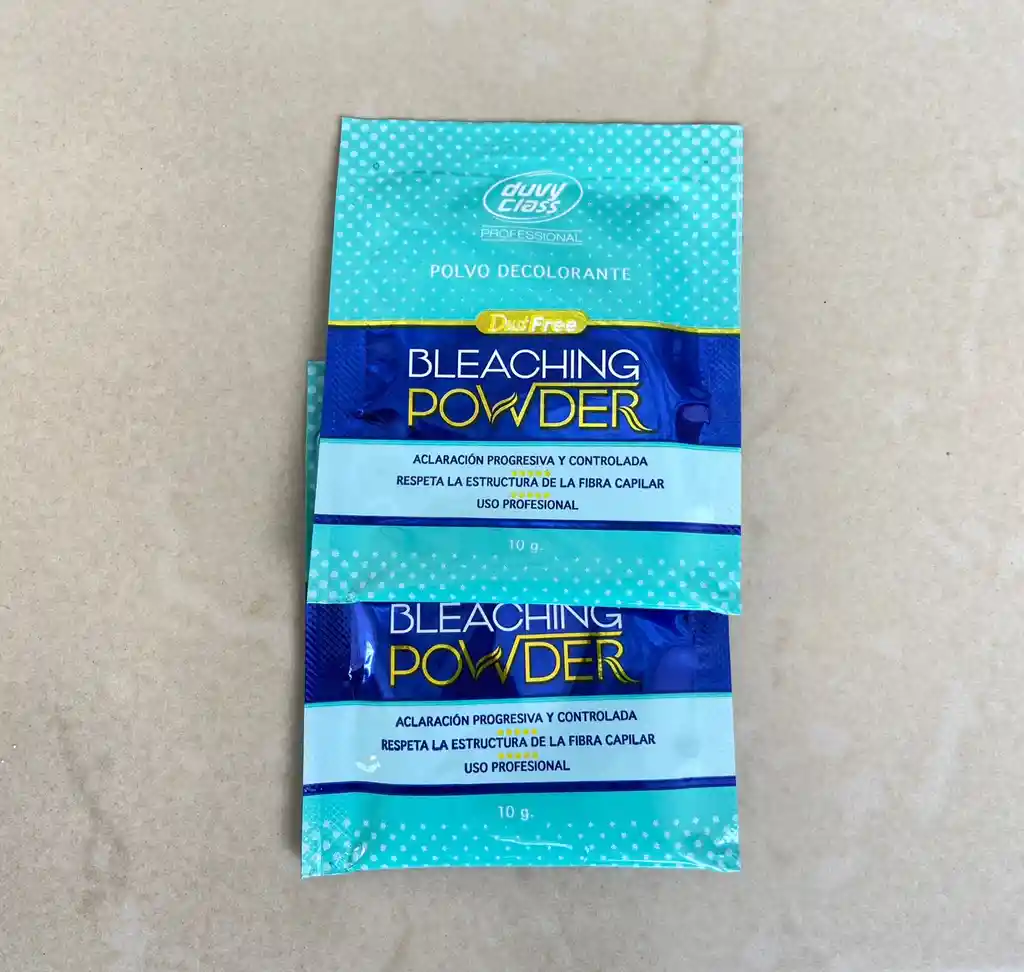 duvy
class
PROFESSIONAL
POLVO DECOLORANTE
Dust Free
BLEACHING
POWDER
ACLARACIÓN PROGRESIVA Y CONTROLADA
RESPETA LA ESTRUCTURA DE LA FIBRA CAPILAR
USO PROFESIONAL
10 g.
BLEACHING
POWDER
ACLARACIÓN PROGRESIVA Y CONTROLADA
RESPETA LA ESTRUCTURA DE LA FIBRA CAPILAR
USO PROFESIONAL
10 g.